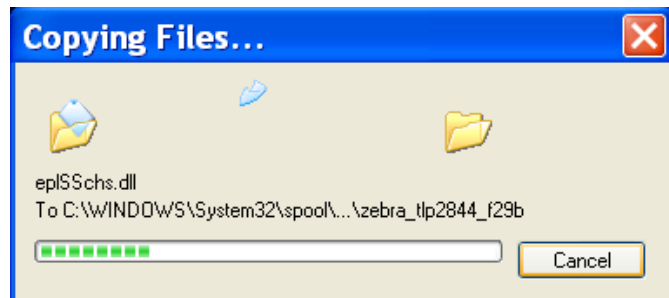 Copying Files...
eplSSchs.dll
To C:\WINDOWS\System32\spool\...\zebra_tlp2844_f29b
Cancel